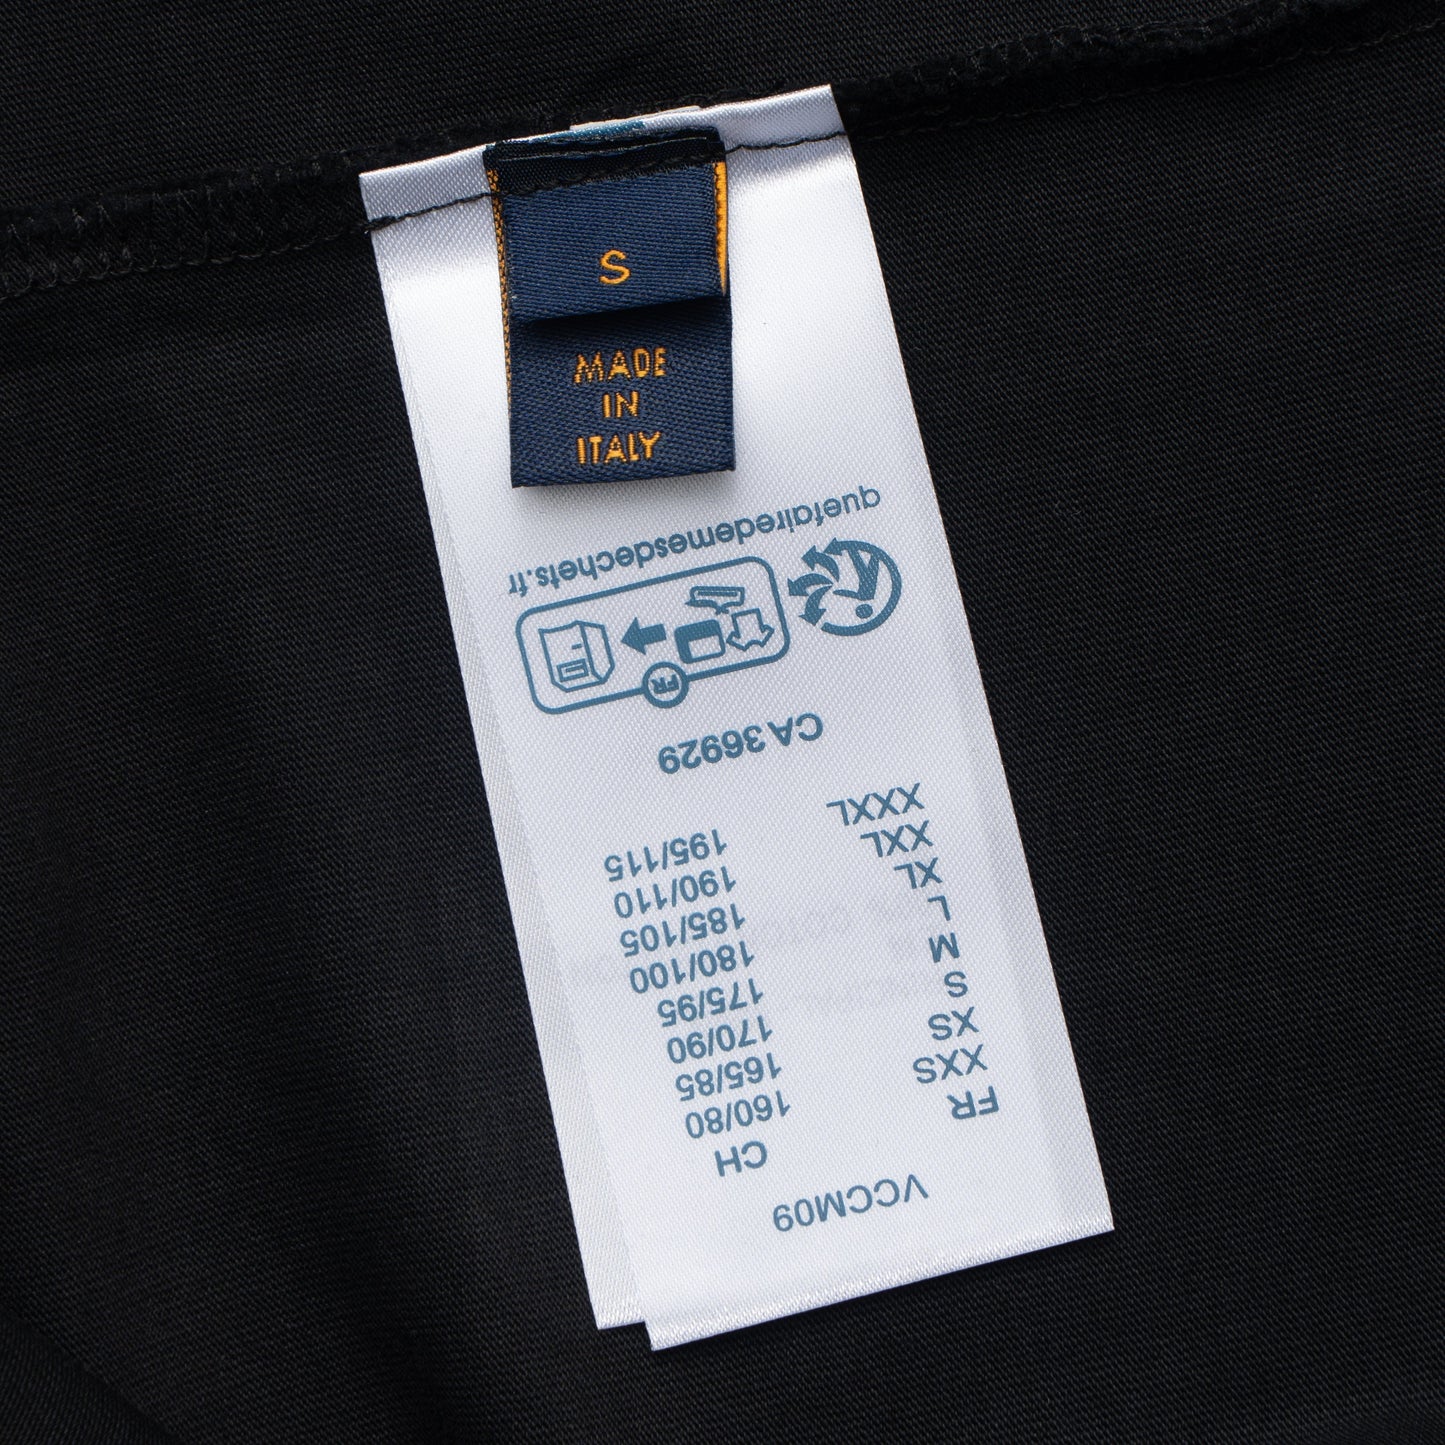 S
MADE
IN
ITALY
VCCM09
FR CH
XXS 160/80
XS 165/85
S 170/90
M 175/95
L 180/100
XL 185/105
XXL 190/110
XXXL 195/115
CA 36929
FR
quefairedemesdechets.fr